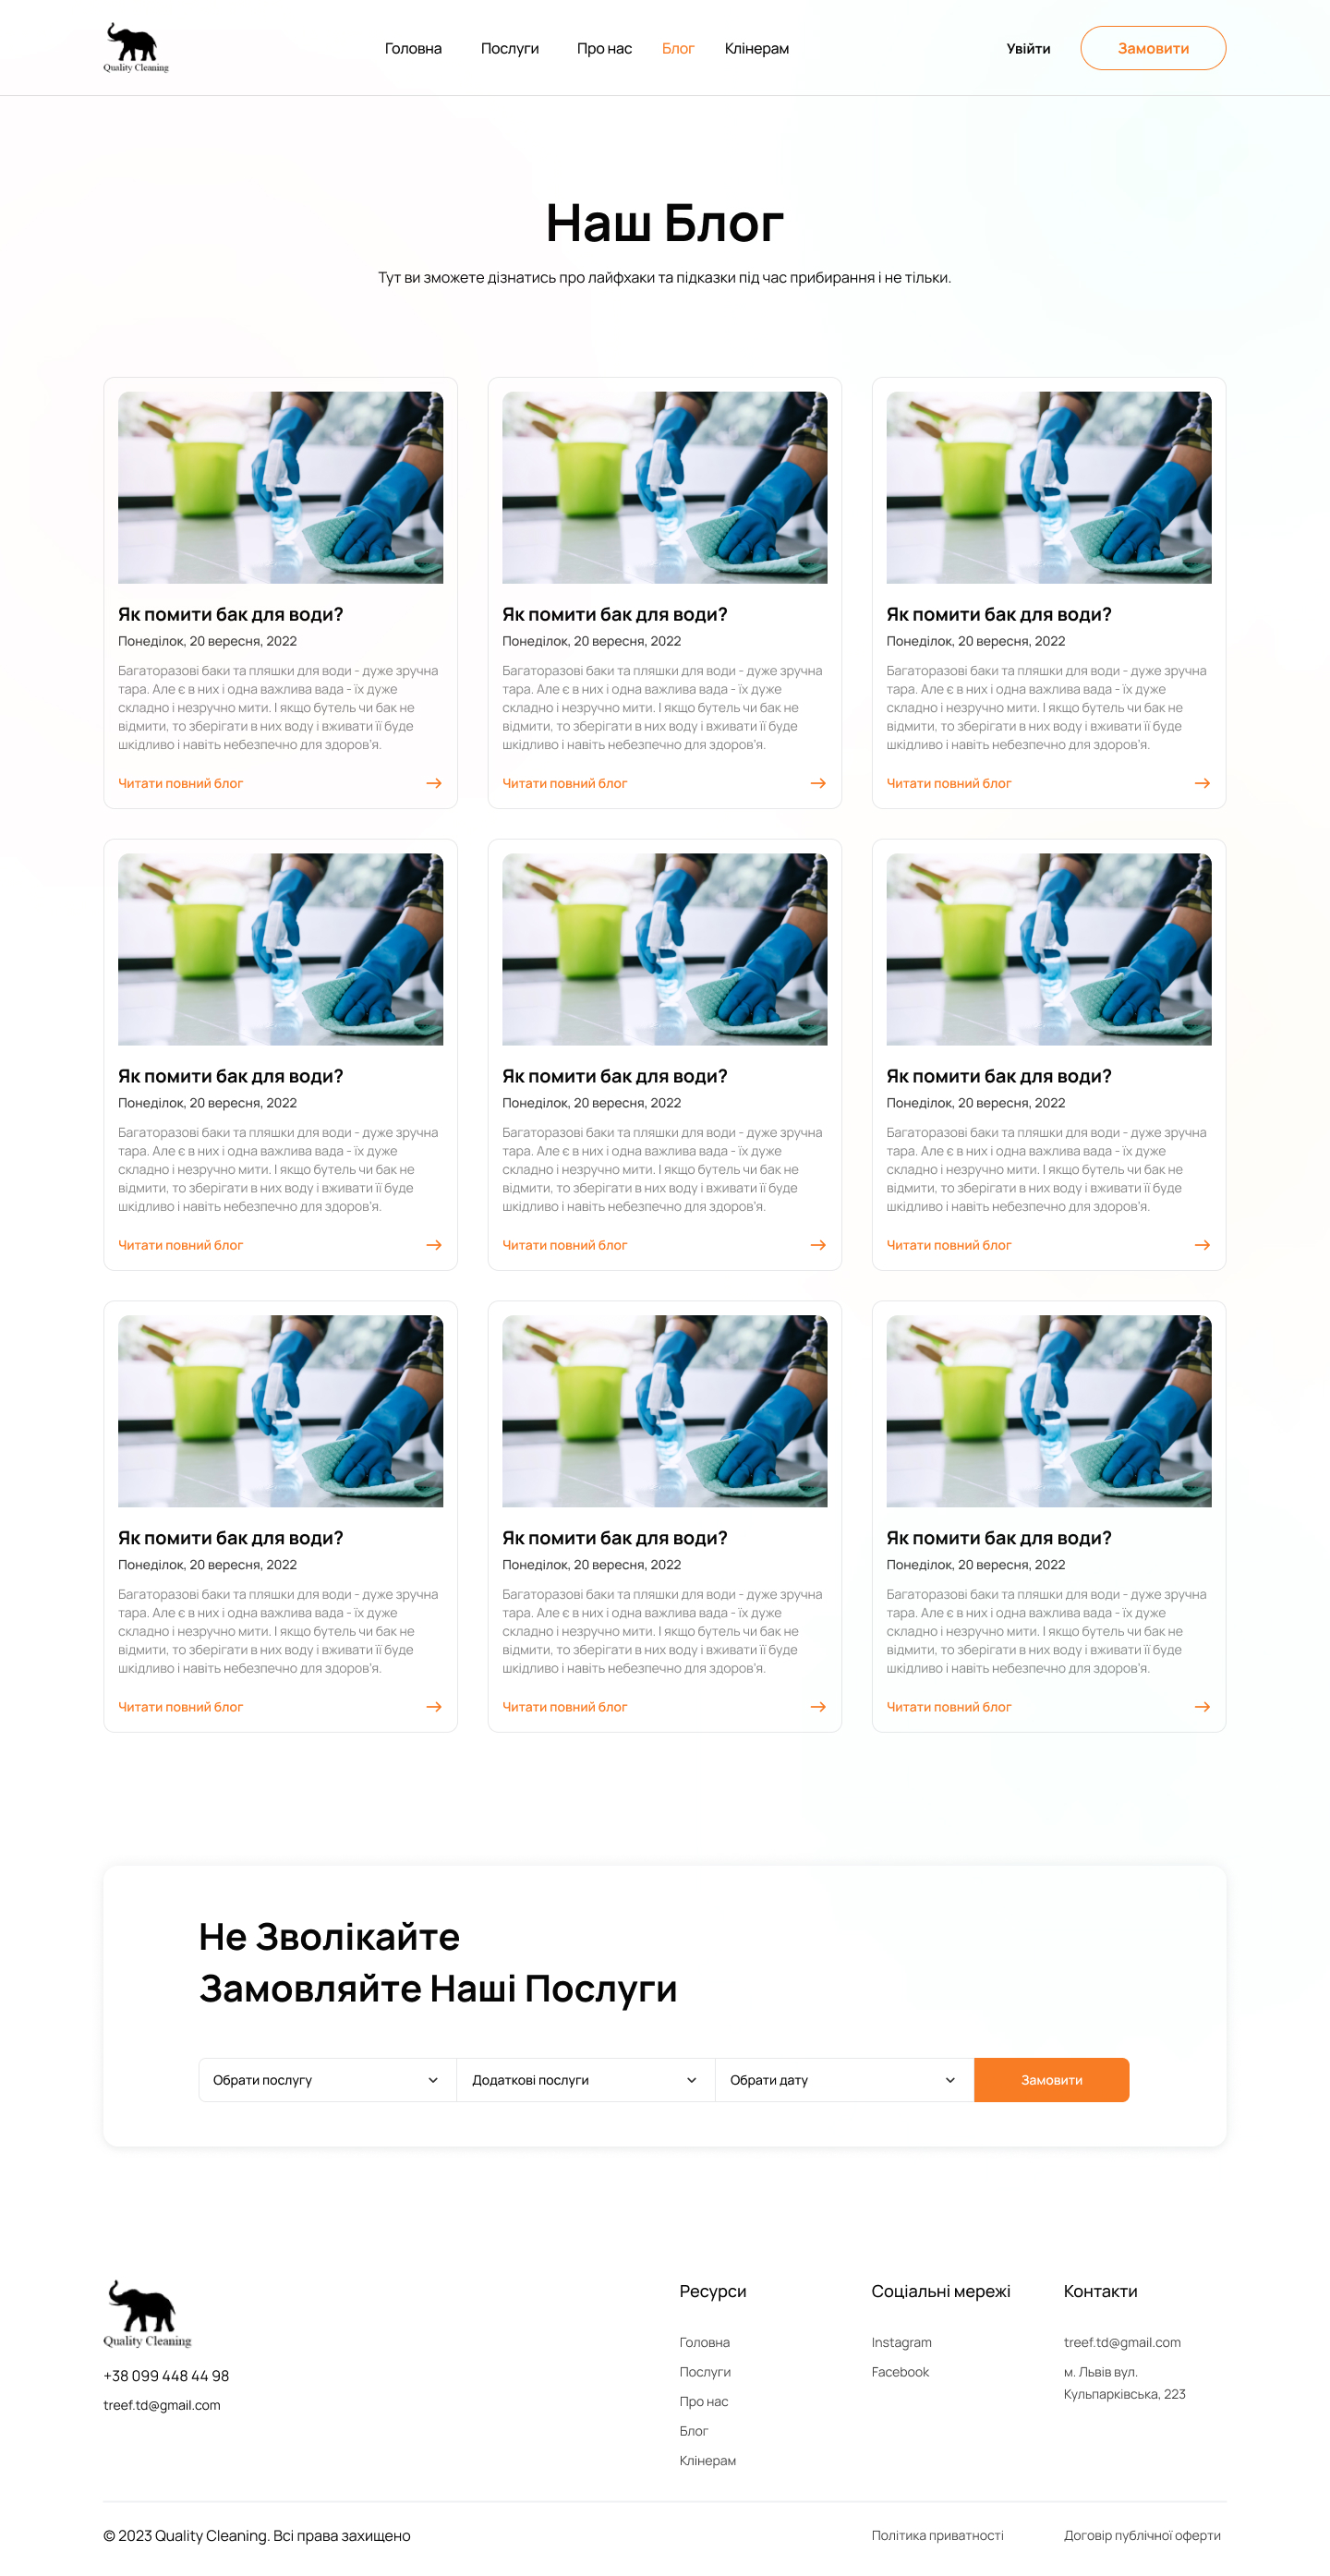 Quality Cleaning
Головна Послуги Про нас Блог Клінерам
Увійти Замовити
Наш Блог
Тут ви зможете дізнатись про лайфхаки та підказки під час прибирання і не тільки.
Як помити бак для води?
Понеділок, 20 вересня, 2022
Багаторазові баки та пляшки для води - дуже зручна
тара. Але є в них і одна важлива вада - їх дуже
складно і незручно мити. І якщо бутель чи бак не
відмити, то зберігати в них воду і вживати її буде
шкідливо і навіть небезпечно для здоров'я.
Читати повний блог
Як помити бак для води?
Понеділок, 20 вересня, 2022
Багаторазові баки та пляшки для води - дуже зручна
тара. Але є в них і одна важлива вада - їх дуже
складно і незручно мити. І якщо бутель чи бак не
відмити, то зберігати в них воду і вживати її буде
шкідливо і навіть небезпечно для здоров'я.
Читати повний блог
Як помити бак для води?
Понеділок, 20 вересня, 2022
Багаторазові баки та пляшки для води - дуже зручна
тара. Але є в них і одна важлива вада - їх дуже
складно і незручно мити. І якщо бутель чи бак не
відмити, то зберігати в них воду і вживати її буде
шкідливо і навіть небезпечно для здоров'я.
Читати повний блог
Як помити бак для води?
Понеділок, 20 вересня, 2022
Багаторазові баки та пляшки для води - дуже зручна
тара. Але є в них і одна важлива вада - їх дуже
складно і незручно мити. І якщо бутель чи бак не
відмити, то зберігати в них воду і вживати її буде
шкідливо і навіть небезпечно для здоров'я.
Читати повний блог
Як помити бак для води?
Понеділок, 20 вересня, 2022
Багаторазові баки та пляшки для води - дуже зручна
тара. Але є в них і одна важлива вада - їх дуже
складно і незручно мити. І якщо бутель чи бак не
відмити, то зберігати в них воду і вживати її буде
шкідливо і навіть небезпечно для здоров'я.
Читати повний блог
Як помити бак для води?
Понеділок, 20 вересня, 2022
Багаторазові баки та пляшки для води - дуже зручна
тара. Але є в них і одна важлива вада - їх дуже
складно і незручно мити. І якщо бутель чи бак не
відмити, то зберігати в них воду і вживати її буде
шкідливо і навіть небезпечно для здоров'я.
Читати повний блог
Як помити бак для води?
Понеділок, 20 вересня, 2022
Багаторазові баки та пляшки для води - дуже зручна
тара. Але є в них і одна важлива вада - їх дуже
складно і незручно мити. І якщо бутель чи бак не
відмити, то зберігати в них воду і вживати її буде
шкідливо і навіть небезпечно для здоров'я.
Читати повний блог
Як помити бак для води?
Понеділок, 20 вересня, 2022
Багаторазові баки та пляшки для води - дуже зручна
тара. Але є в них і одна важлива вада - їх дуже
складно і незручно мити. І якщо бутель чи бак не
відмити, то зберігати в них воду і вживати її буде
шкідливо і навіть небезпечно для здоров'я.
Читати повний блог
Як помити бак для води?
Понеділок, 20 вересня, 2022
Багаторазові баки та пляшки для води - дуже зручна
тара. Але є в них і одна важлива вада - їх дуже
складно і незручно мити. І якщо бутель чи бак не
відмити, то зберігати в них воду і вживати її буде
шкідливо і навіть небезпечно для здоров'я.
Читати повний блог
Не Зволікайте
Замовляйте Наші Послуги
Обрати послугу Додаткові послуги Обрати дату Замовити
Quality Cleaning
+38 099 448 44 98
treef.td@gmail.com
Ресурси
Головна
Послуги
Про нас
Блог
Клінерам
Соціальні мережі
Instagram
Facebook
Контакти
treef.td@gmail.com
м. Львів вул.
Кульпарківська, 223
© 2023 Quality Cleaning. Всі права захищено
Політика приватності
Договір публічної оферти